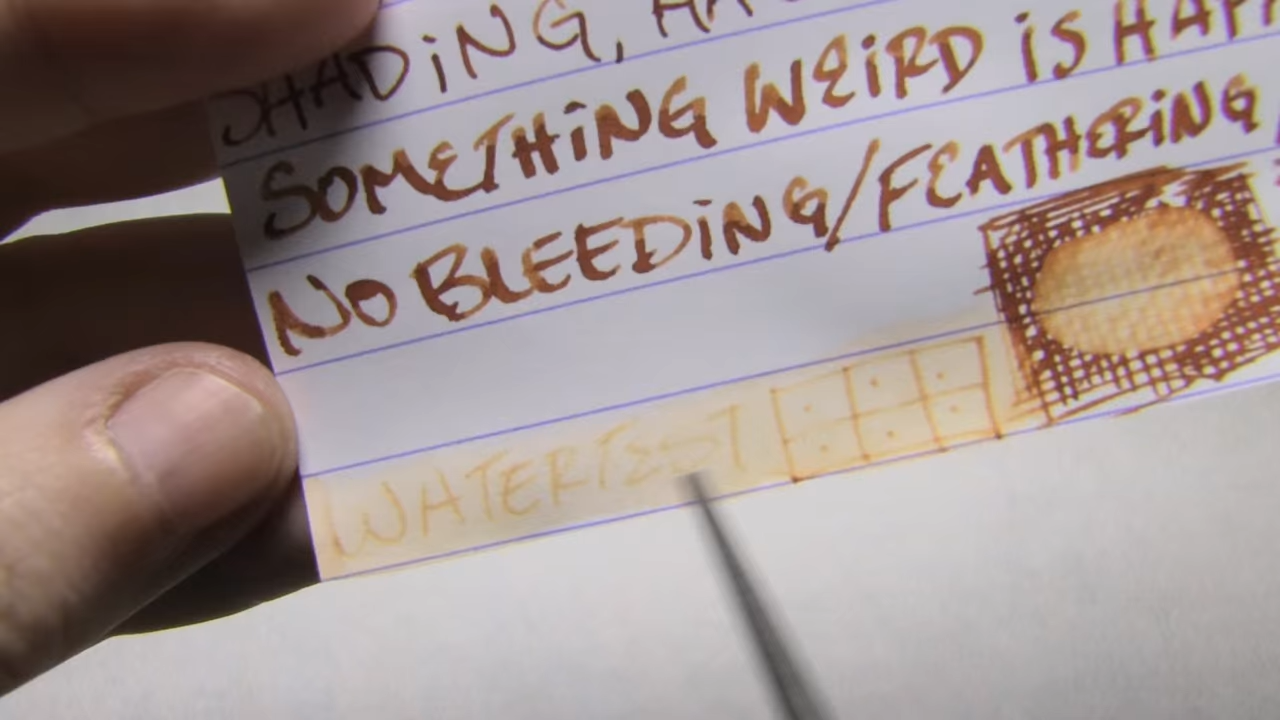 SHADiNG,
SOMETHiNG WEiRD iS
NO BLEEDiNG/FEATHERiNG
WATERTEST